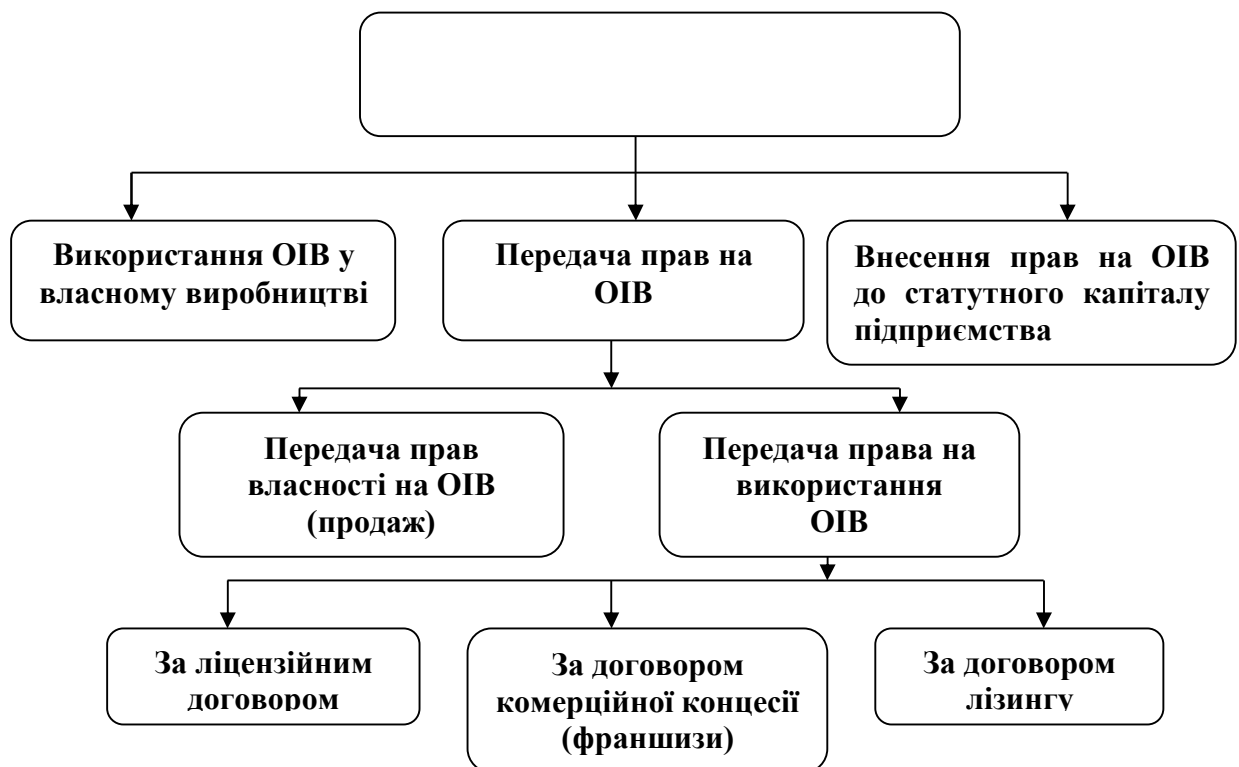 Використання ОІВ у
власному виробництві
Передача прав на
ОІВ
Внесення прав на ОІВ
до статутного капіталу
підприємства
Передача прав
власності на ОІВ
(продаж)
Передача права на
використання
ОІВ
За ліцензійним
договором
За договором
комерційної концесії
(франшизи)
За договором
лізингу